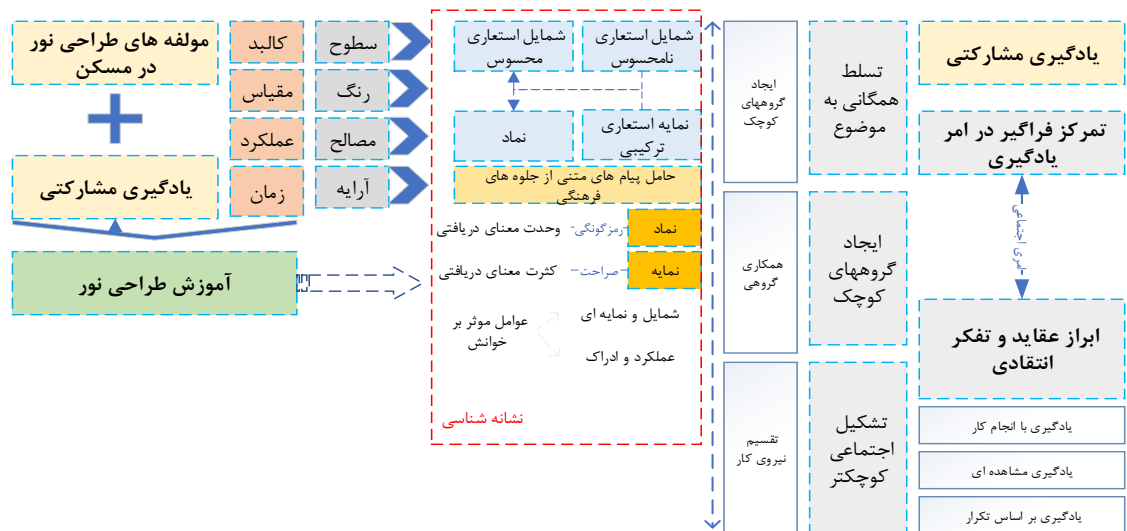 یادگیری مشارکتی
تمرکز فراگیر در امر
یادگیری
-امری اجتماعی-
ابراز عقاید و تفکر
انتقادی
یادگیری با انجام کار
یادگیری مشاهده ای
یادگیری بر اساس تکرار
تسلط
همگانی به
موضوع
ایجاد
گروههای
کوچک
تشکیل
اجتماعی
کوچکتر
ایجاد
گروههای
کوچک
همکاری
گروهی
تقسیم
نیروی کار
شمایل استعاری
نامحسوس
شمایل استعاری
محسوس
نمایه استعاری
ترکیبی
نماد
حامل پیام های متنی از جلوه های
فرهنگی
نماد -رمزگونگی- وحدت معنای دریافتی
نمایه -صراحت- کثرت معنای دریافتی
شمایل و نمایه ای
عوامل موثر بر
خوانش
عملکرد و ادراک
نشانه شناسی
سطوح
رنگ
مصالح
آرایه
کالبد
مقیاس
عملکرد
زمان
مولفه های طراحی نور
در مسکن
یادگیری مشارکتی
آموزش طراحی نور